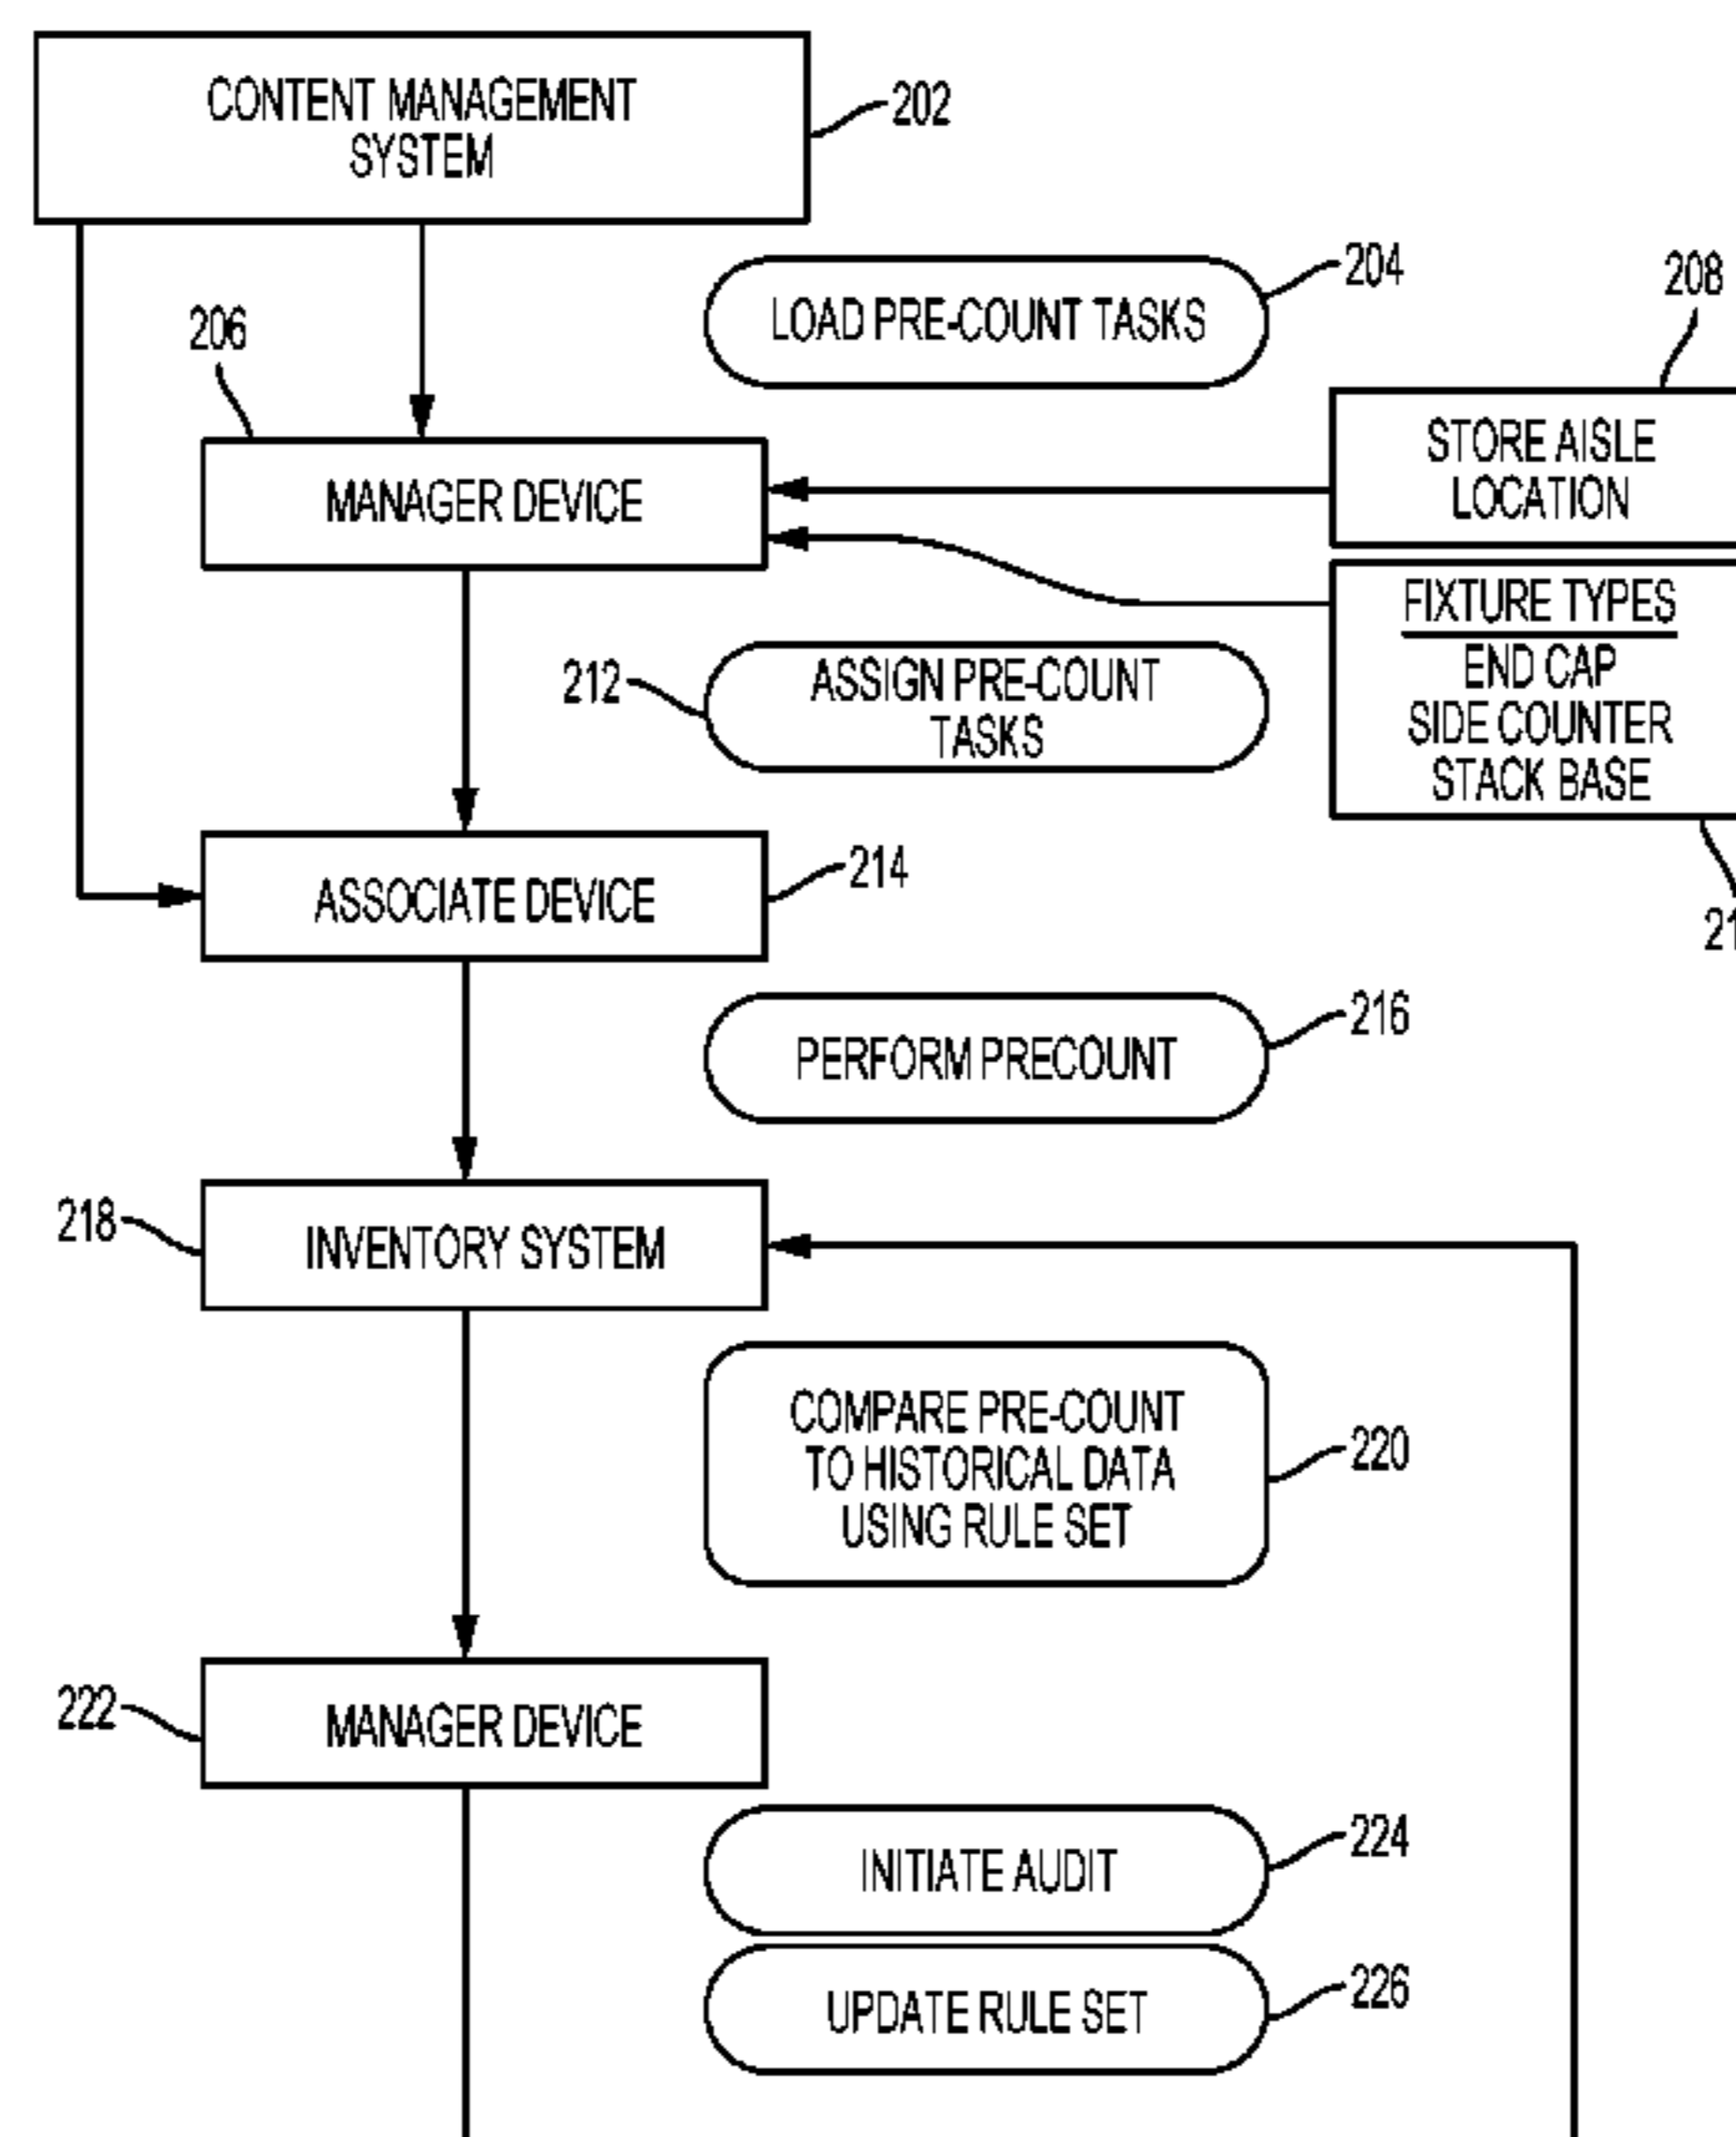 CONTENT MANAGEMENT
SYSTEM
202
LOAD PRE-COUNT TASKS
204
206
208
MANAGER DEVICE
STORE AISLE
LOCATION
FIXTURE TYPES
END CAP
SIDE COUNTER
STACK BASE
212
ASSIGN PRE-COUNT
TASKS
ASSOCIATE DEVICE
214
PERFORM PRECOUNT
216
218
INVENTORY SYSTEM
COMPARE PRE-COUNT
TO HISTORICAL DATA
USING RULE SET
220
222
MANAGER DEVICE
INITIATE AUDIT
224
UPDATE RULE SET
226